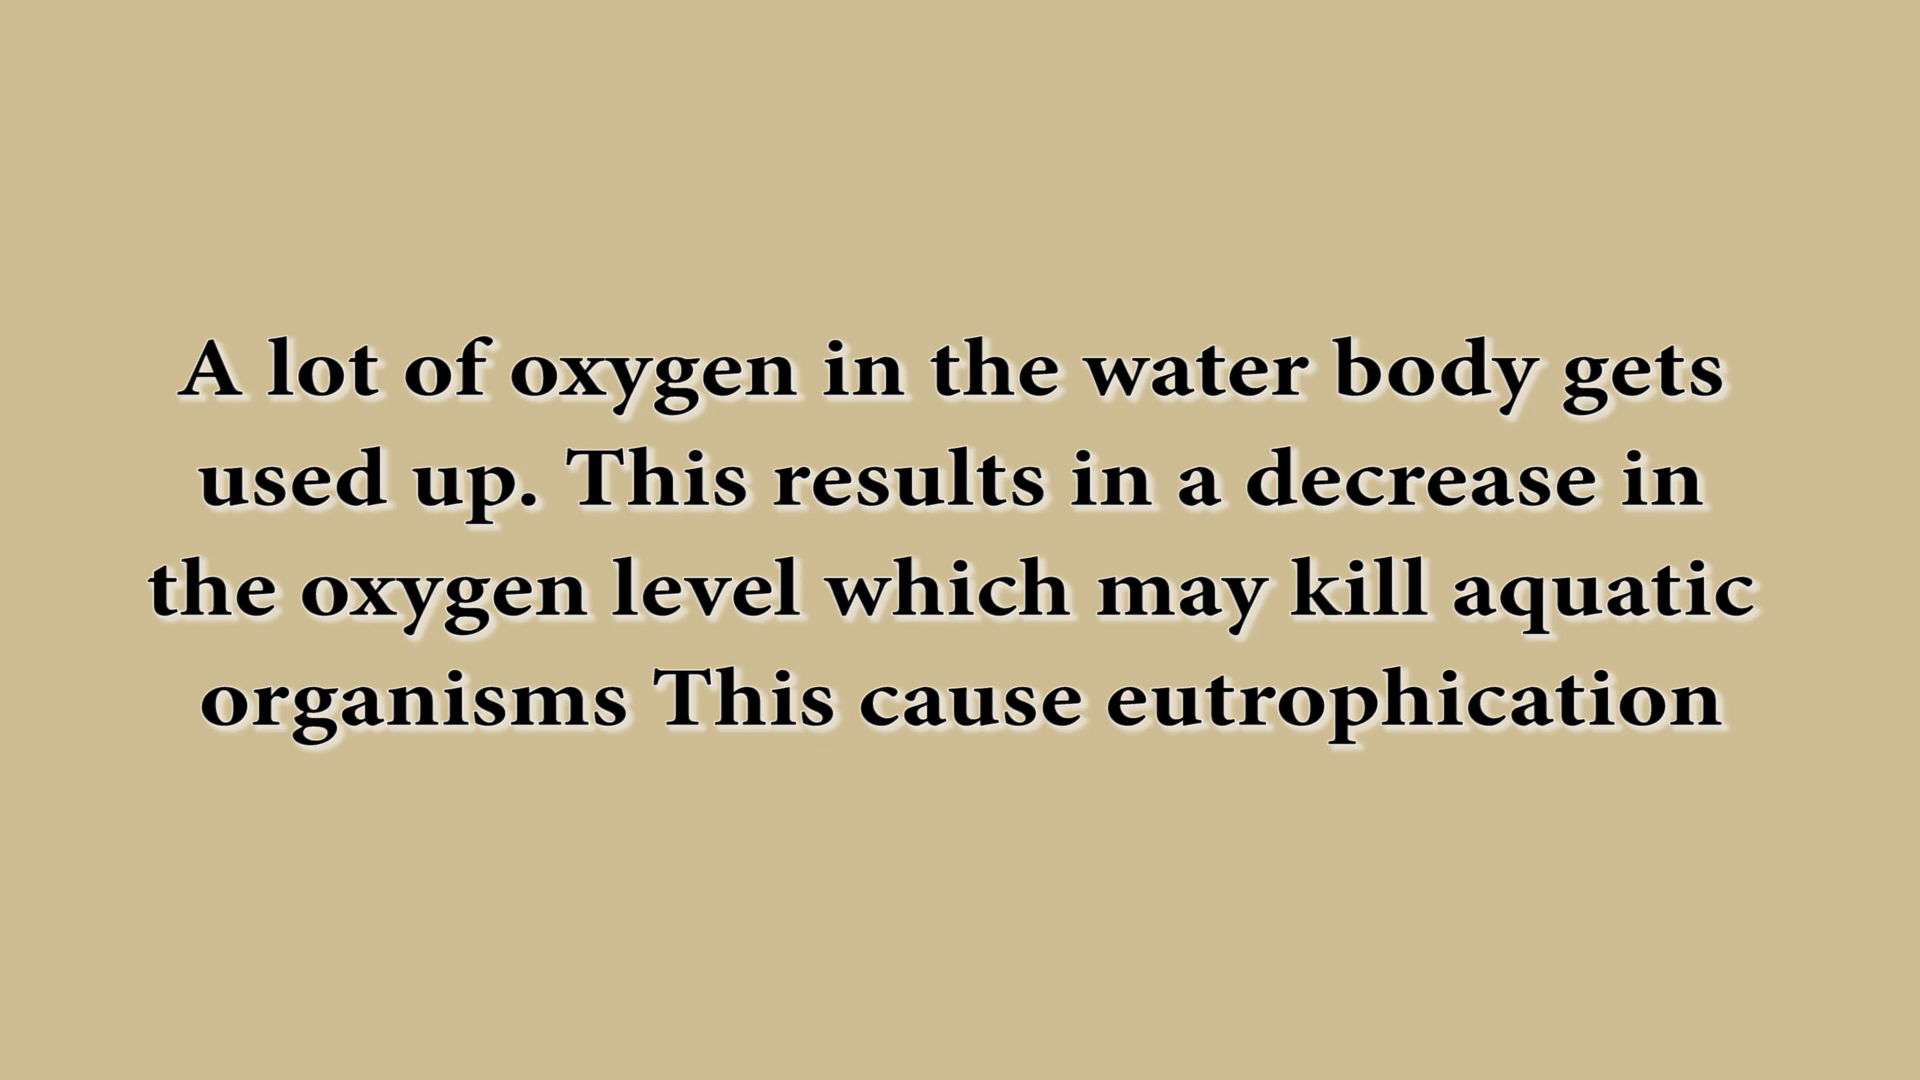 A lot of oxygen in the water body gets
used up. This results in a decrease in
the oxygen level which may kill aquatic
organisms This cause eutrophication